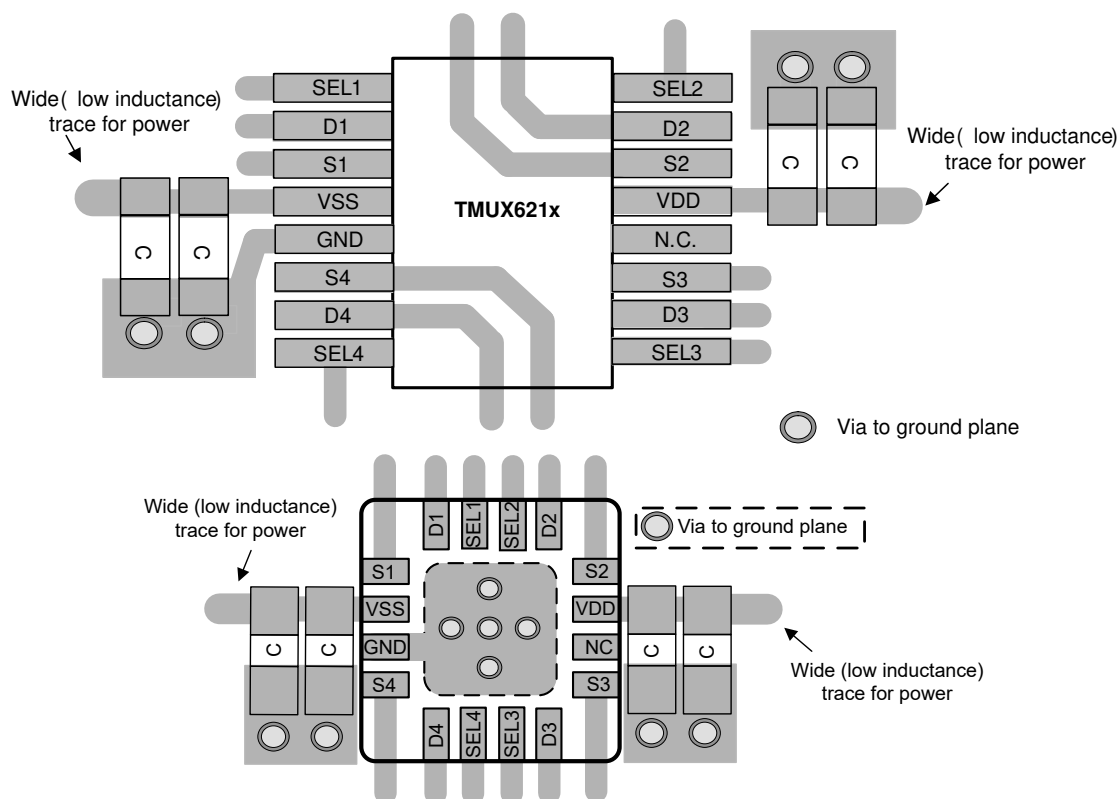 Wide( low inductance)
trace for power
SEL1
D1
S1
VSS
GND
S4
D4
SEL4
C
C
TMUX621x
SEL2
D2
S2
VDD
N.C.
S3
D3
SEL3
C
C
Wide( low inductance)
trace for power
Via to ground plane
Wide (low inductance)
trace for power
D1
SEL1
SEL2
D2
Via to ground plane
S1
VSS
GND
S4
C
C
S2
VDD
NC
S3
C
C
D4
SEL4
SEL3
D3
Wide (low inductance)
trace for power